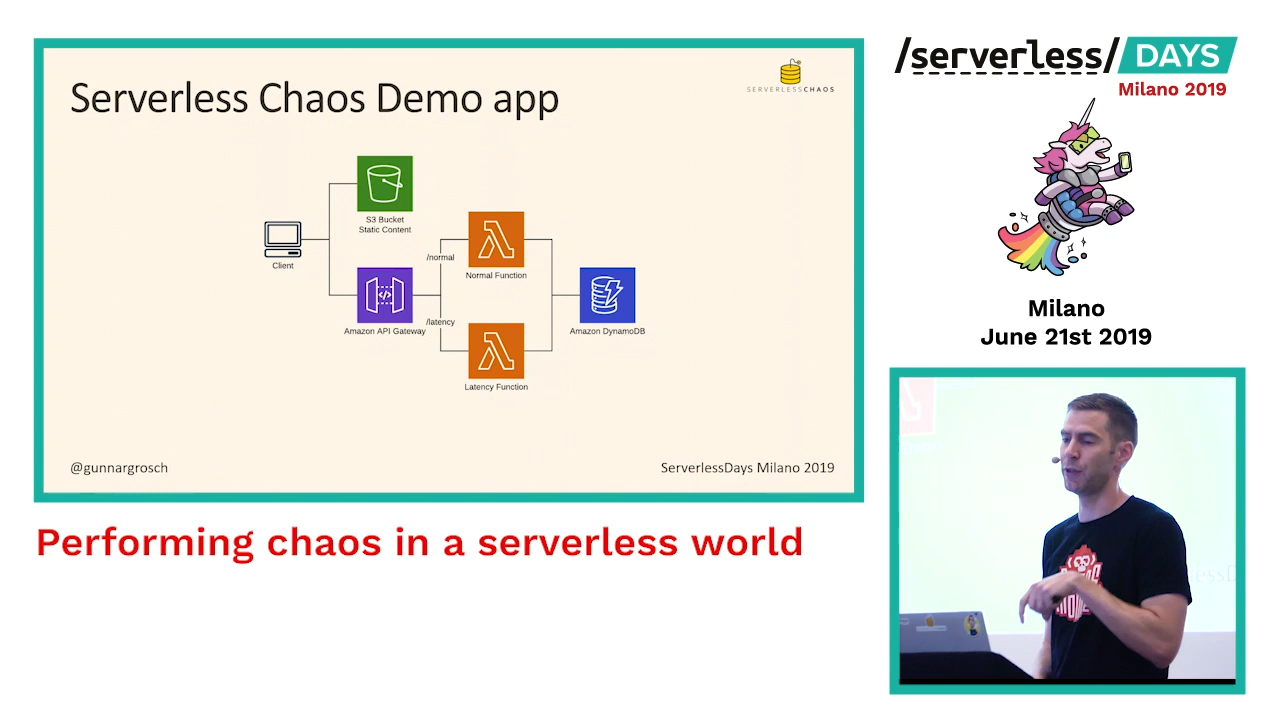 Serverless Chaos Demo app
SERVERLESSCHAOS
S3 Bucket
Static Content
Client
/normal
Normal Function
Amazon API Gateway
/latency
Amazon DynamoDB
Latency Function
@gunnargrosch
ServerlessDays Milano 2019
Performing chaos in a serverless world
/serverless/DAYS
Milano 2019
Milano
June 21st 2019